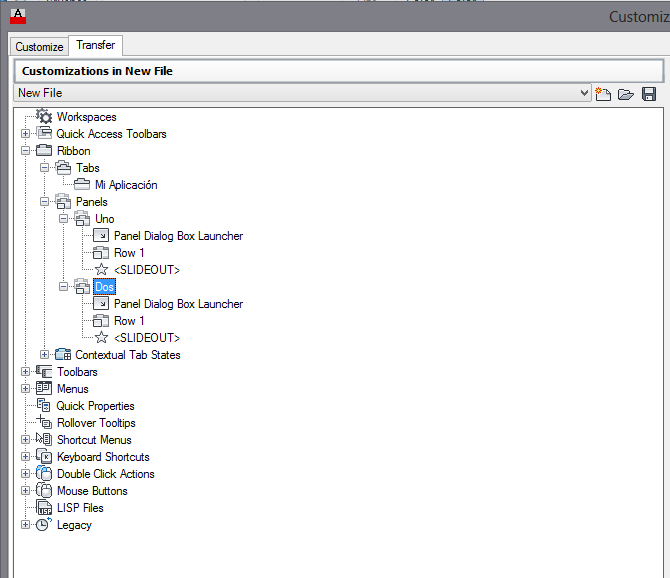 Customiz
Customize Transfer
Customizations in New File
New File
Workspaces
Quick Access Toolbars
Ribbon
Tabs
Mi Aplicación
Panels
Uno
Panel Dialog Box Launcher
Row 1
<SLIDEOUT>
Dos
Panel Dialog Box Launcher
Row 1
<SLIDEOUT>
Contextual Tab States
Toolbars
Menus
Quick Properties
Rollover Tooltips
Shortcut Menus
Keyboard Shortcuts
Double Click Actions
Mouse Buttons
LISP Files
Legacy